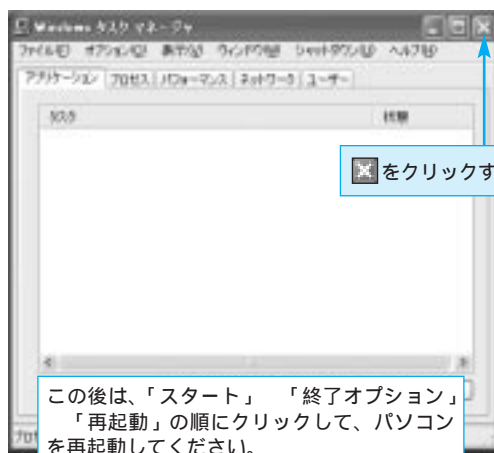 Windows タスク マネージャ
ファイル(F) オプション(O) 表示(V) ウィンドウ(W) シャットダウン(U) ヘルプ(H)
アプリケーション プロセス パフォーマンス ネットワーク ユーザー
タスク 状態
をクリックす
この後は、「スタート」 「終了オプション」
「再起動」の順にクリックして、パソコン
を再起動してください。